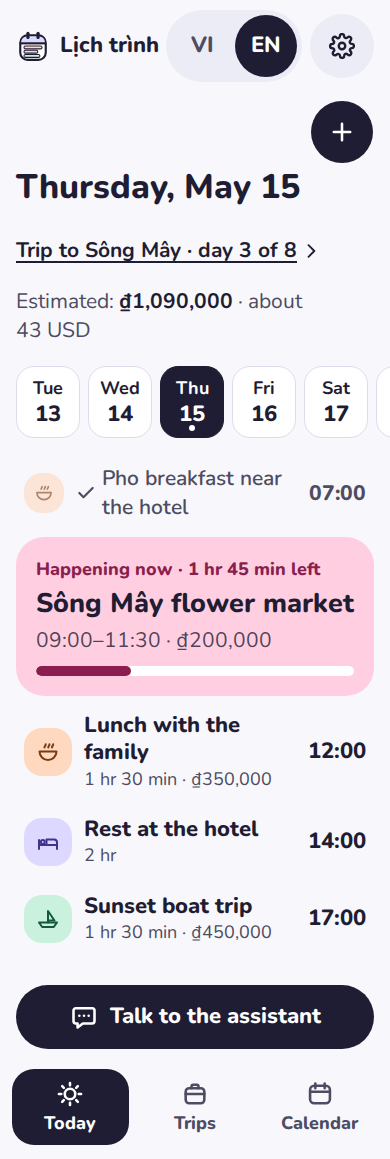 Lịch trình VI EN
Thursday, May 15
Trip to Sông Mây · day 3 of 8
Estimated: ₫1,090,000 · about
43 USD
Tue Wed Thu Fri Sat
13 14 15 16 17
Pho breakfast near
the hotel
07:00
Happening now · 1 hr 45 min left
Sông Mây flower market
09:00–11:30 · ₫200,000
Lunch with the
family
12:00
1 hr 30 min · ₫350,000
Rest at the hotel
14:00
2 hr
Sunset boat trip
17:00
1 hr 30 min · ₫450,000
Talk to the assistant
Today Trips Calendar